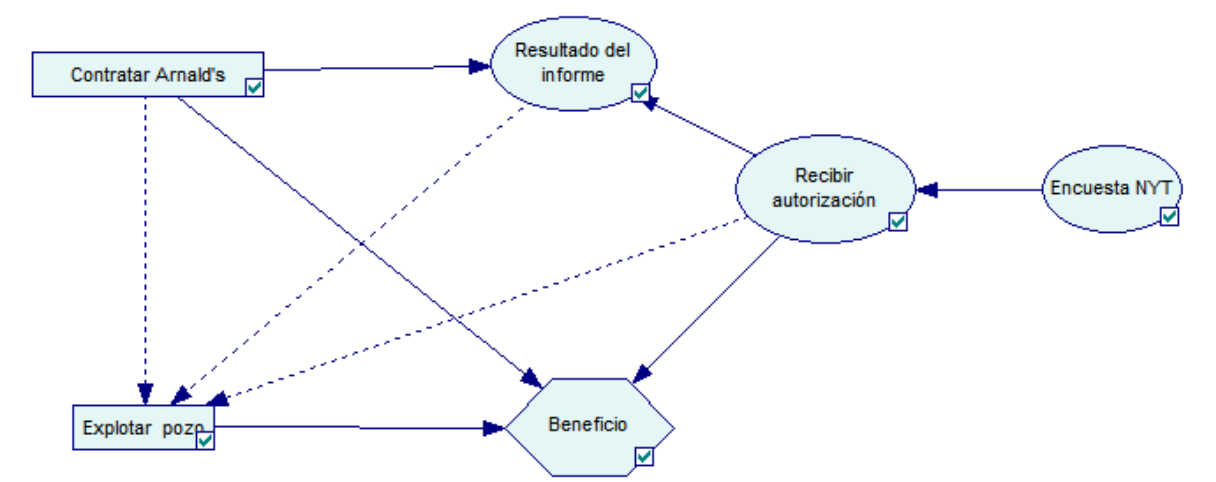 Contratar Arnald's
Resultado del
informe
Recibir
autorización
Encuesta NYT
Explotar pozo
Beneficio